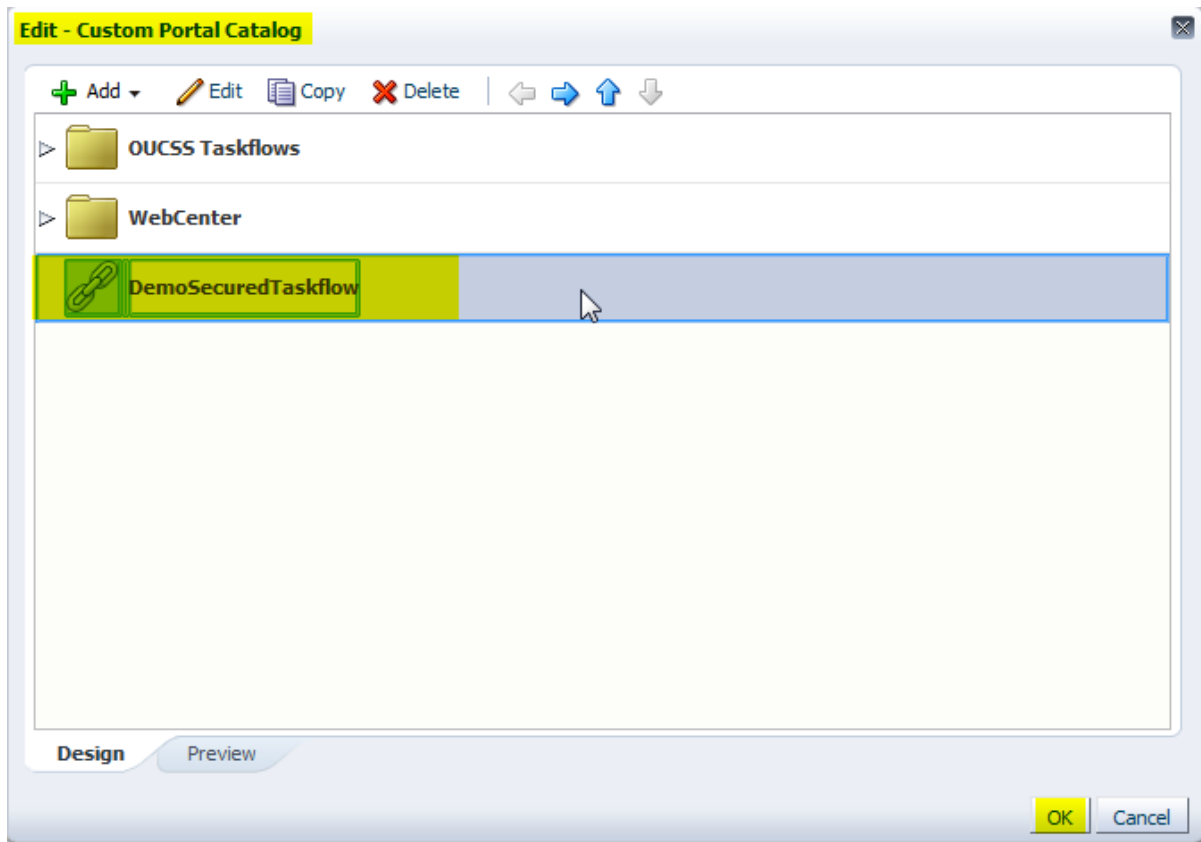 Edit - Custom Portal Catalog
Add Edit Copy Delete
OUCSS Taskflows
WebCenter
DemoSecuredTaskflow
Design Preview
OK Cancel